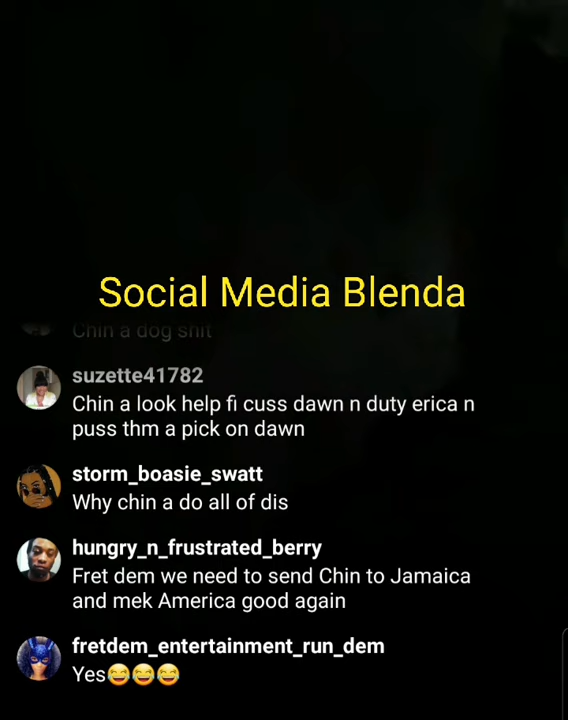 Social Media Blenda
Chin a dog shit
suzette41782
Chin a look help fi cuss dawn n duty erica n
puss thm a pick on dawn
storm_boasie_swatt
Why chin a do all of dis
hungry_n_frustrated_berry
Fret dem we need to send Chin to Jamaica
and mek America good again
fretdem_entertainment_run_dem
Yes😂😂😂